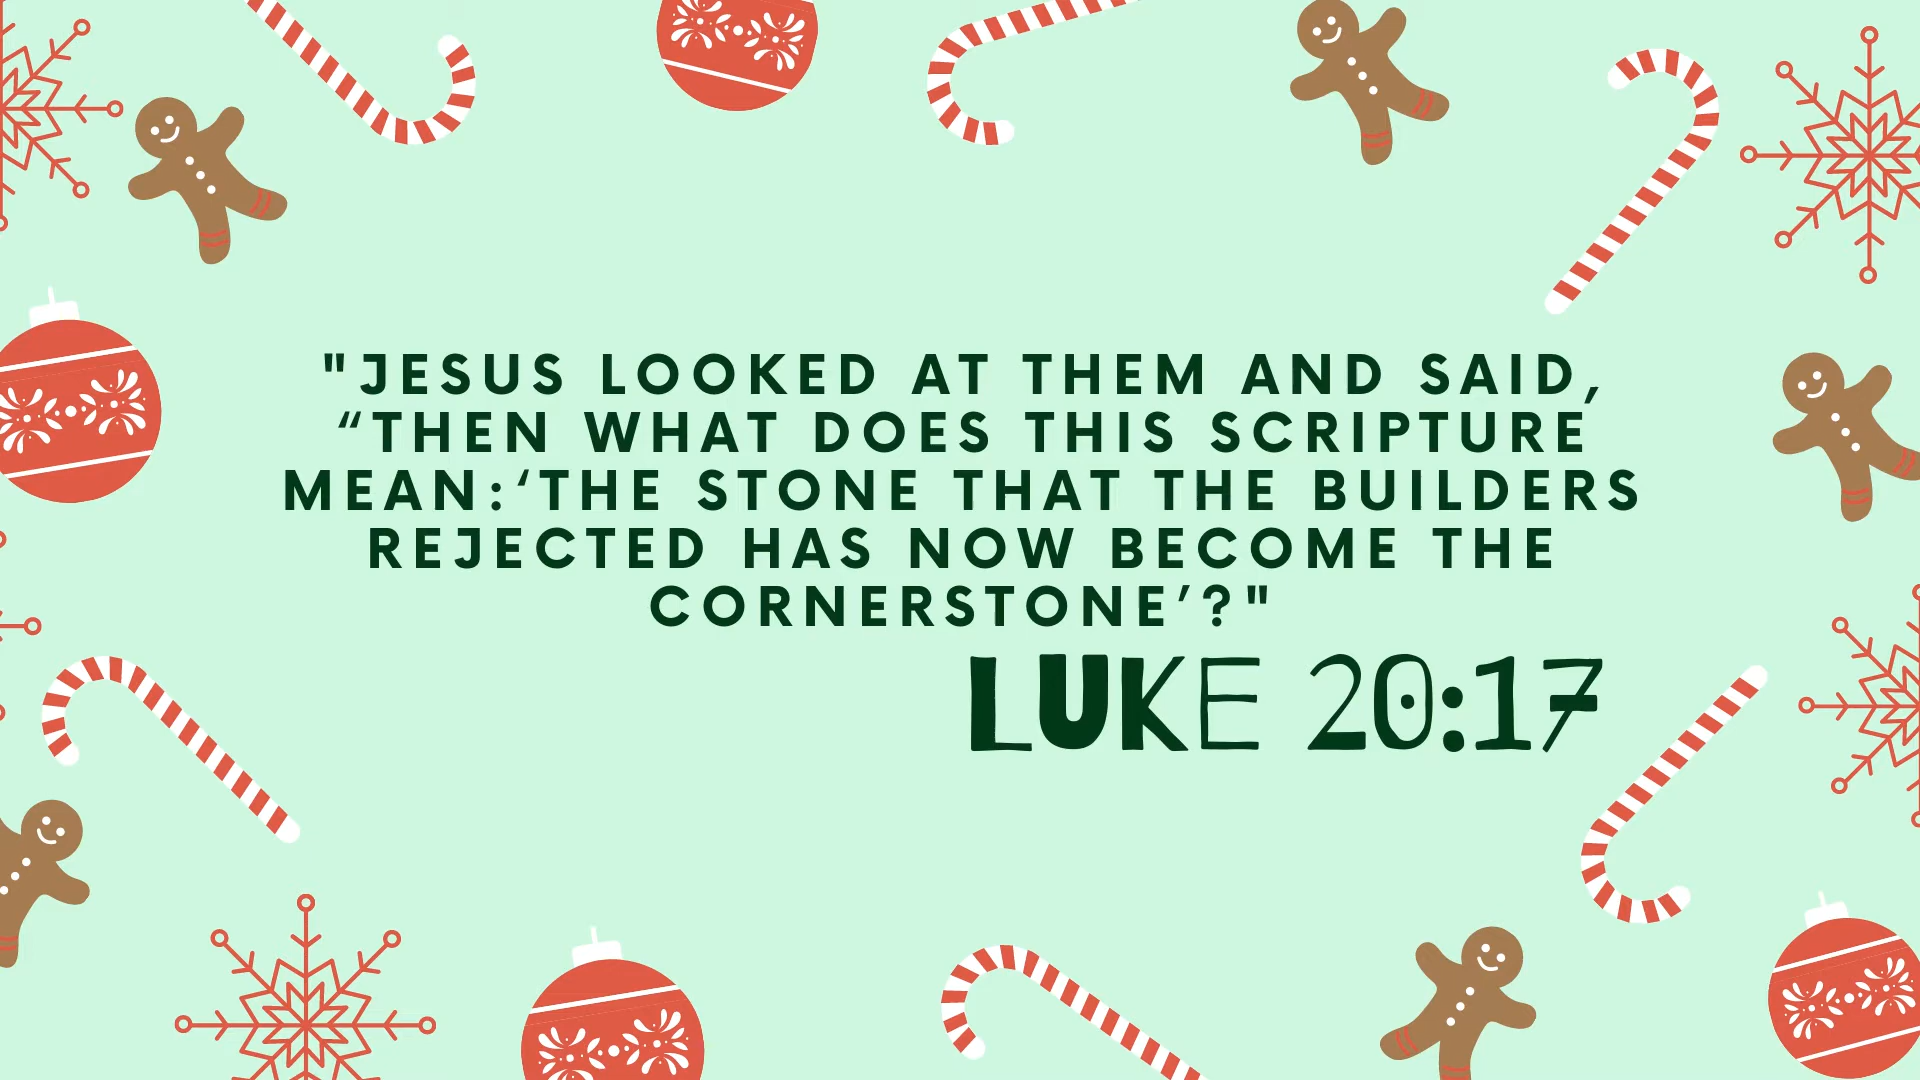 "JESUS LOOKED AT THEM AND SAID,
“THEN WHAT DOES THIS SCRIPTURE
MEAN:‘THE STONE THAT THE BUILDERS
REJECTED HAS NOW BECOME THE
CORNERSTONE’?"
LUKE 20:17